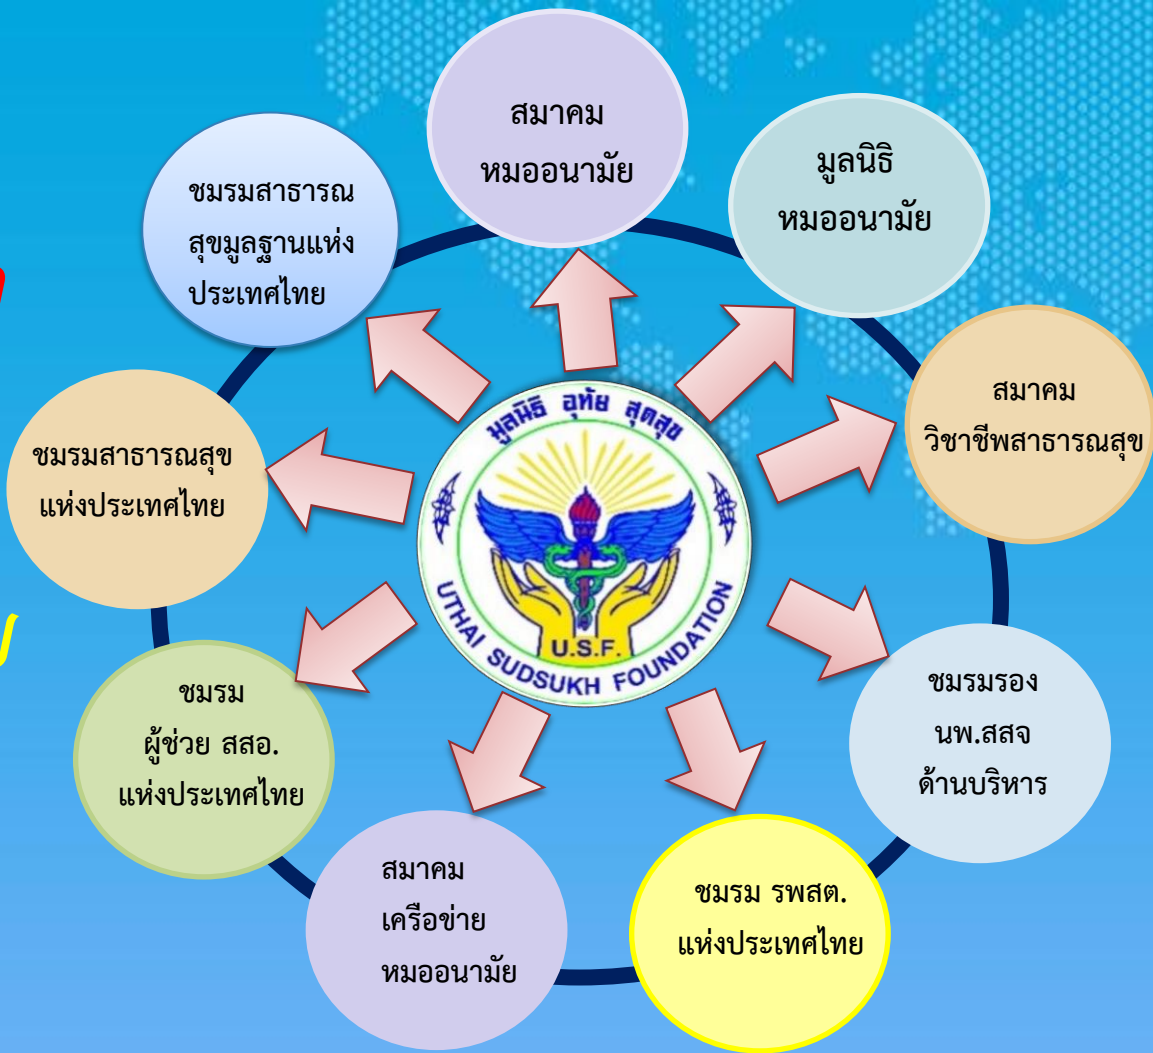 สมาคม
หมออนามัย
มูลนิธิ
หมออนามัย
สมาคม
วิชาชีพสาธารณสุข
ชมรมรอง
นพ.สสจ
ด้านบริหาร
ชมรม รพสต.
แห่งประเทศไทย
สมาคม
เครือข่าย
หมออนามัย
ชมรม
ผู้ช่วย สสอ.
แห่งประเทศไทย
ชมรมสาธารณสุข
แห่งประเทศไทย
ชมรมสาธารณ
สุขมูลฐานแห่ง
ประเทศไทย
มูลนิธิ อุทัย สุดสุข
U.S.F.
UTHAI SUDSUKH FOUNDATION